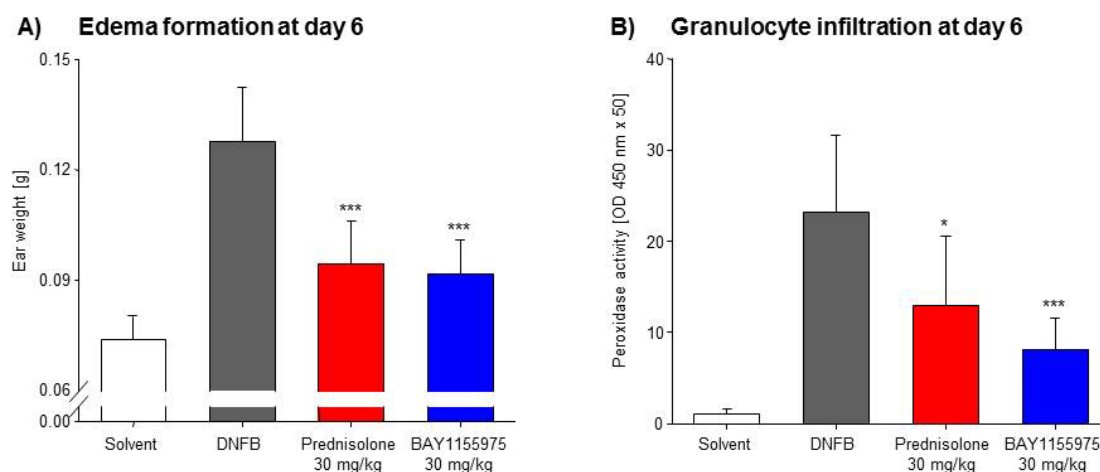 A) Edema formation at day 6
Ear weight [g]
0.15
0.12
0.09
0.06
0.00
***
***
Solvent
DNFB
Prednisolone
30 mg/kg
BAY1155975
30 mg/kg
B) Granulocyte infiltration at day 6
Peroxidase activity [OD 450 nm x 50]
40
30
20
10
0
*
***
Solvent
DNFB
Prednisolone
30 mg/kg
BAY1155975
30 mg/kg